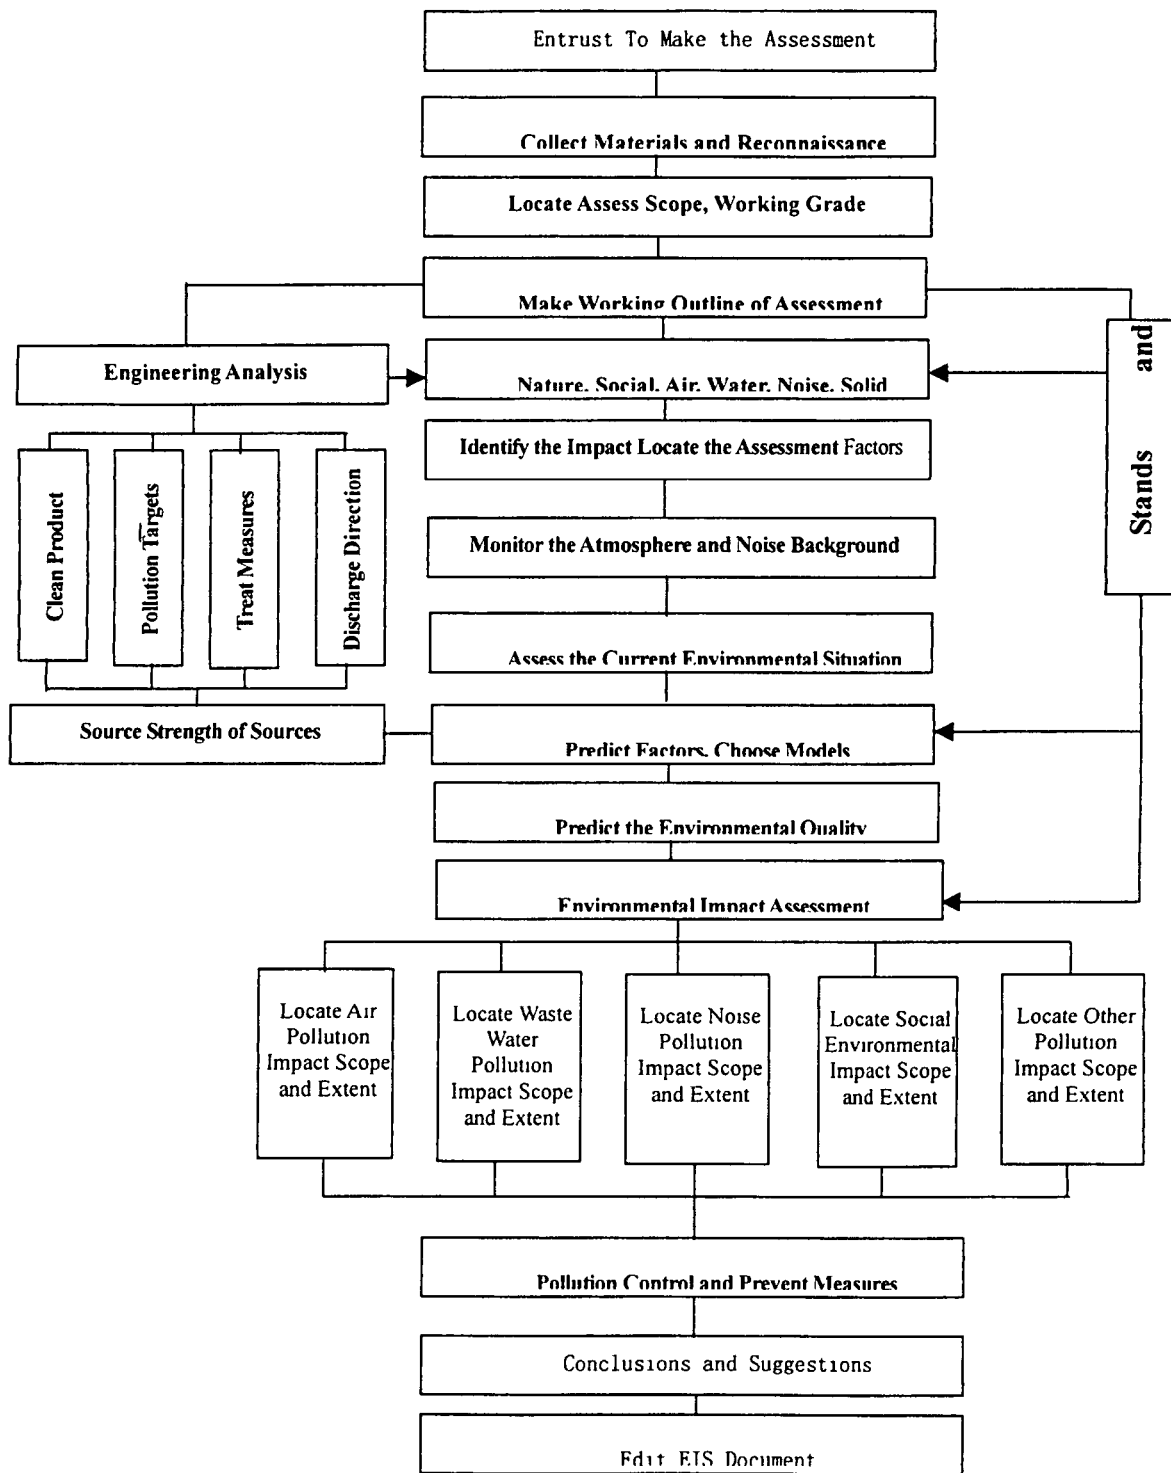 Entrust To Make the Assessment
Collect Materials and Reconnaissance
Locate Assess Scope, Working Grade
Make Working Outline of Assessment
Engineering Analysis
Nature, Social, Air, Water, Noise, Solid
Stands and
Identify the Impact Locate the Assessment Factors
Clean Product
Pollution Targets
Treat Measures
Discharge Direction
Monitor the Atmosphere and Noise Background
Assess the Current Environmental Situation
Source Strength of Sources
Predict Factors, Choose Models
Predict the Environmental Quality
Environmental Impact Assessment
Locate Air
Pollution
Impact Scope
and Extent
Locate Waste
Water
Pollution
Impact Scope
and Extent
Locate Noise
Pollution
Impact Scope
and Extent
Locate Social
Environmental
Impact Scope
and Extent
Locate Other
Pollution
Impact Scope
and Extent
Pollution Control and Prevent Measures
Conclusions and Suggestions
Edit EIS Document